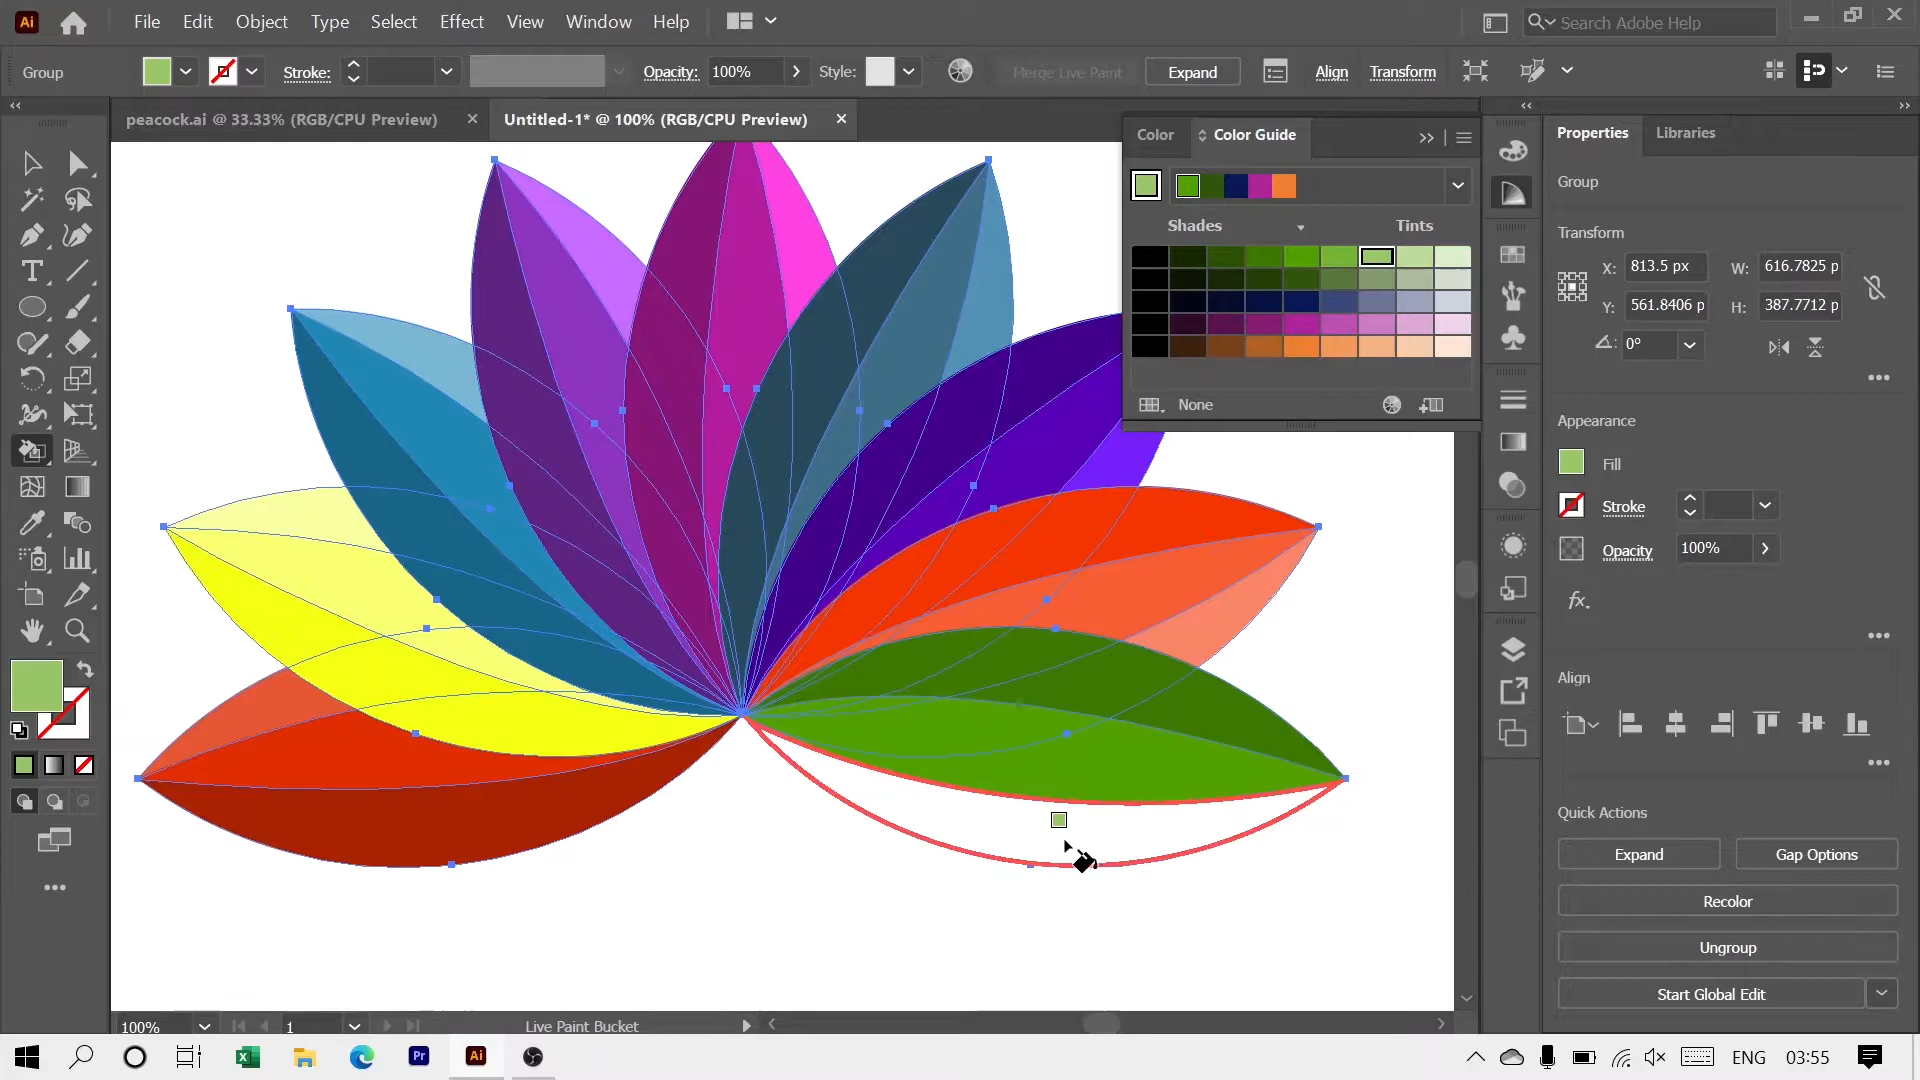 Ai File Edit Object Type Select Effect View Window Help Search Adobe Help
Group Stroke: Opacity: 100% Style: Merge Live Paint Expand Align Transform
peacock.ai @ 33.33% (RGB/CPU Preview) Untitled-1* @ 100% (RGB/CPU Preview)
Color Color Guide
Shades Tints
None
Properties Libraries
Group
Transform
X: 813.5 px W: 616.7825 p
Y: 561.8406 p H: 387.7712 p
0°
Appearance
Fill
Stroke
Opacity 100%
fx.
Align
Quick Actions
Expand Gap Options
Recolor
Ungroup
Start Global Edit
100% 1 Live Paint Bucket
Pr Ai ENG 03:55